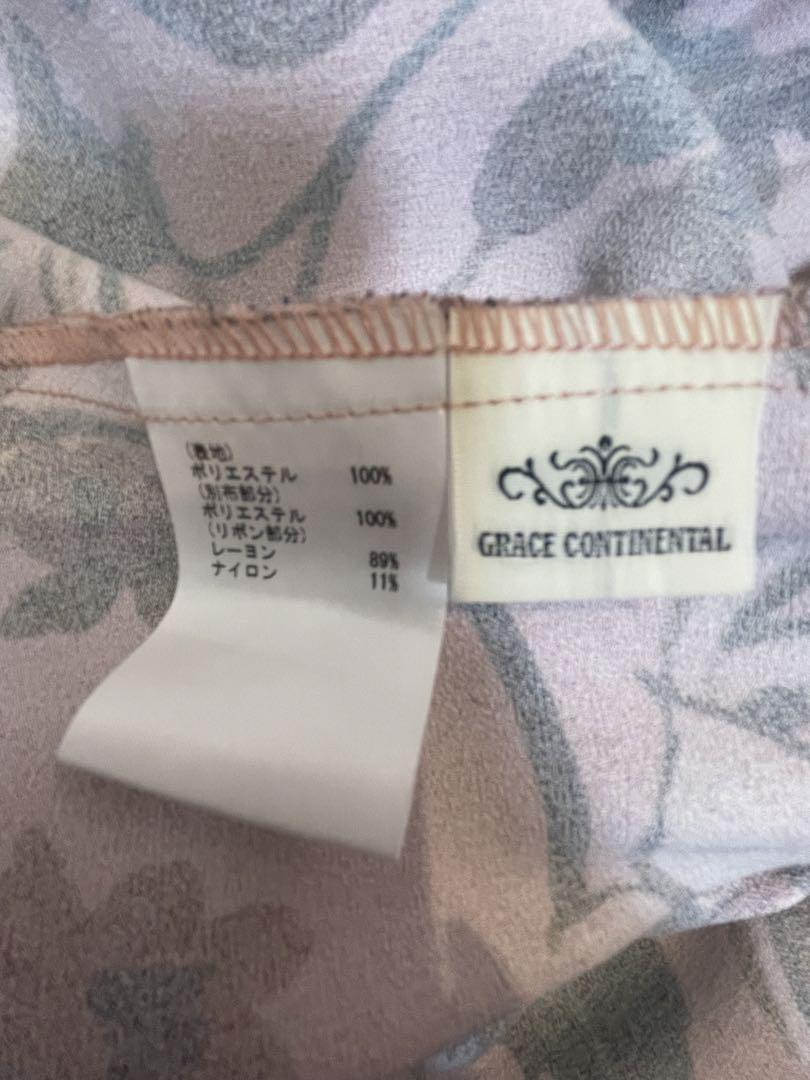 (表地)
ポリエステル 100%
(別布部分)
ポリエステル 100%
(リボン部分)
レーヨン 89%
ナイロン 11%
GRACE CONTINENTAL